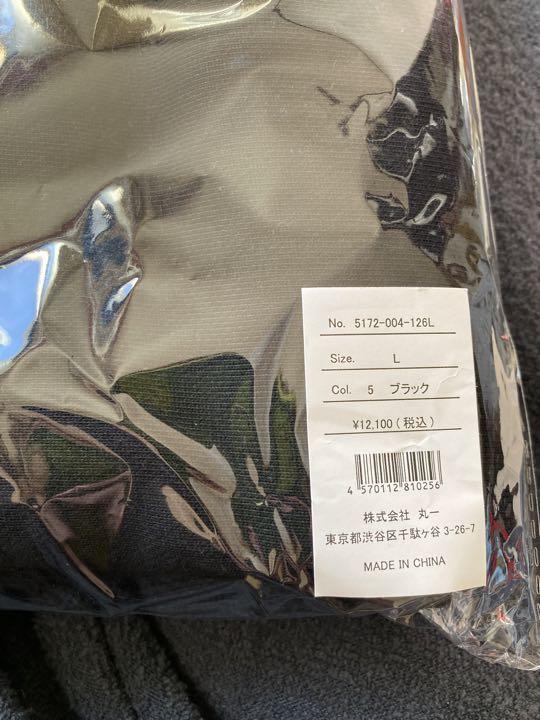 No. 5172-004-126L
Size. L
Col. 5 ブラック
¥12,100(税込)
4 570112 810256
株式会社 丸一
東京都渋谷区千駄ヶ谷 3-26-7
MADE IN CHINA